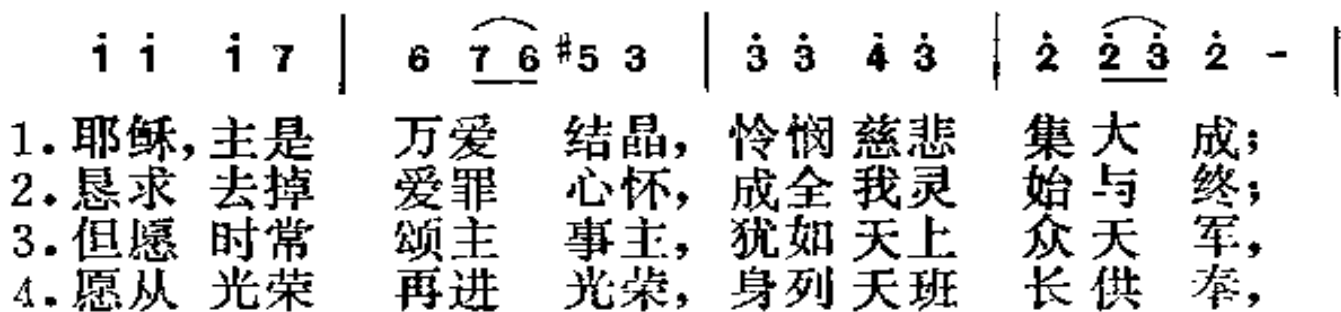 i i i 7 | 6 7 6 #5 3 | 3̇ 3̇ 4̇ 3̇ | 2̇ 2̇ 3̇ 2̇ - |
1.耶稣,主是 万爱 结晶,怜悯慈悲 集大 成;
2.恳求 去掉 爱罪 心怀,成全我灵 始与 终;
3.但愿 时常 颂主 事主,犹如天上 众天 军,
4.愿从 光荣 再进 光荣,身列天班 长供 奉,